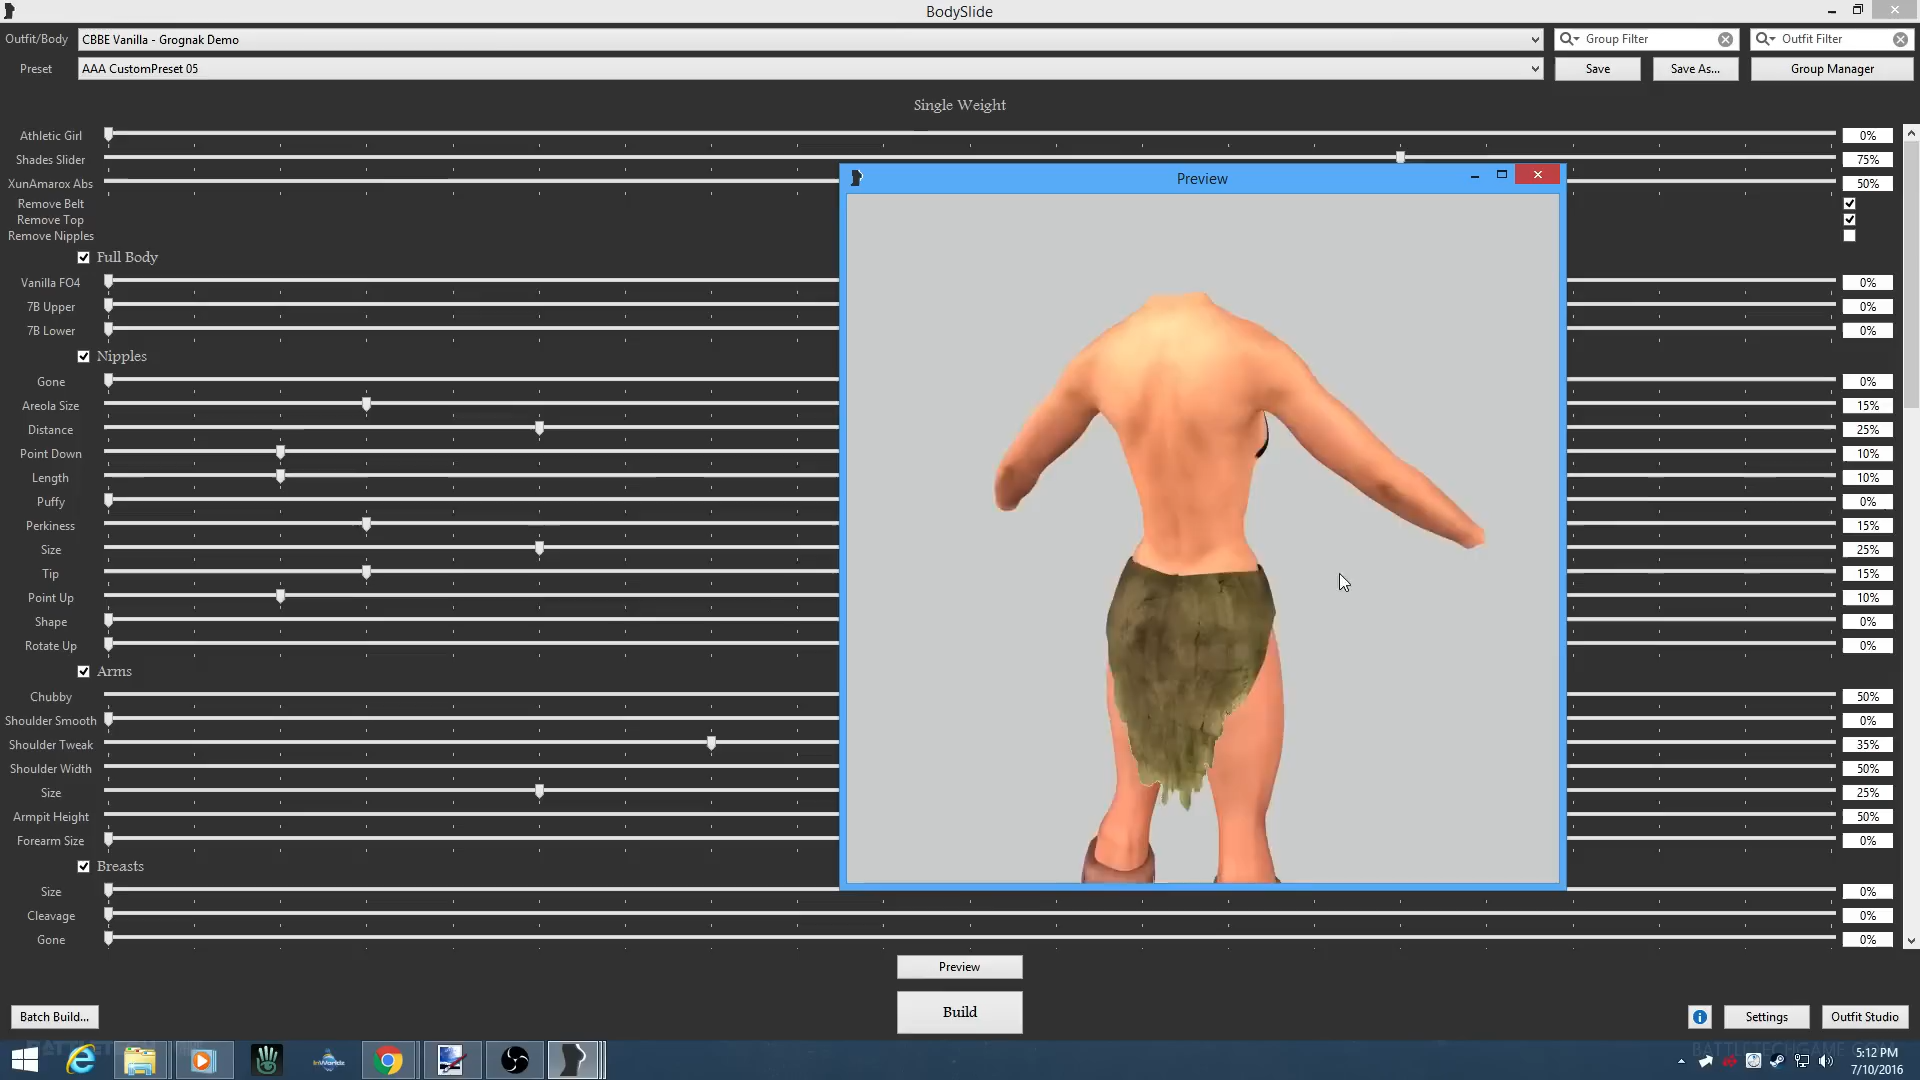 BodySlide
Outfit/Body CBBE Vanilla - Grognak Demo Group Filter Outfit Filter
Preset AAA CustomPreset 05 Save Save As... Group Manager
Single Weight
Athletic Girl 0%
Shades Slider 75%
Preview
XunAmarox Abs 50%
Remove Belt
Remove Top
Remove Nipples
Full Body
Vanilla FO4 0%
7B Upper 0%
7B Lower 0%
Nipples
Gone 0%
Areola Size 15%
Distance 25%
Point Down 10%
Length 10%
Puffy 0%
Perkiness 15%
Size 25%
Tip 15%
Point Up 10%
Shape 0%
Rotate Up 0%
Arms
Chubby 50%
Shoulder Smooth 0%
Shoulder Tweak 35%
Shoulder Width 50%
Size 25%
Armpit Height 50%
Forearm Size 0%
Breasts
Size 0%
Cleavage 0%
Gone 0%
Preview
Batch Build... Build Settings Outfit Studio
BATTLETECHGAME.COM
InWorldz
5:12 PM
7/10/2016